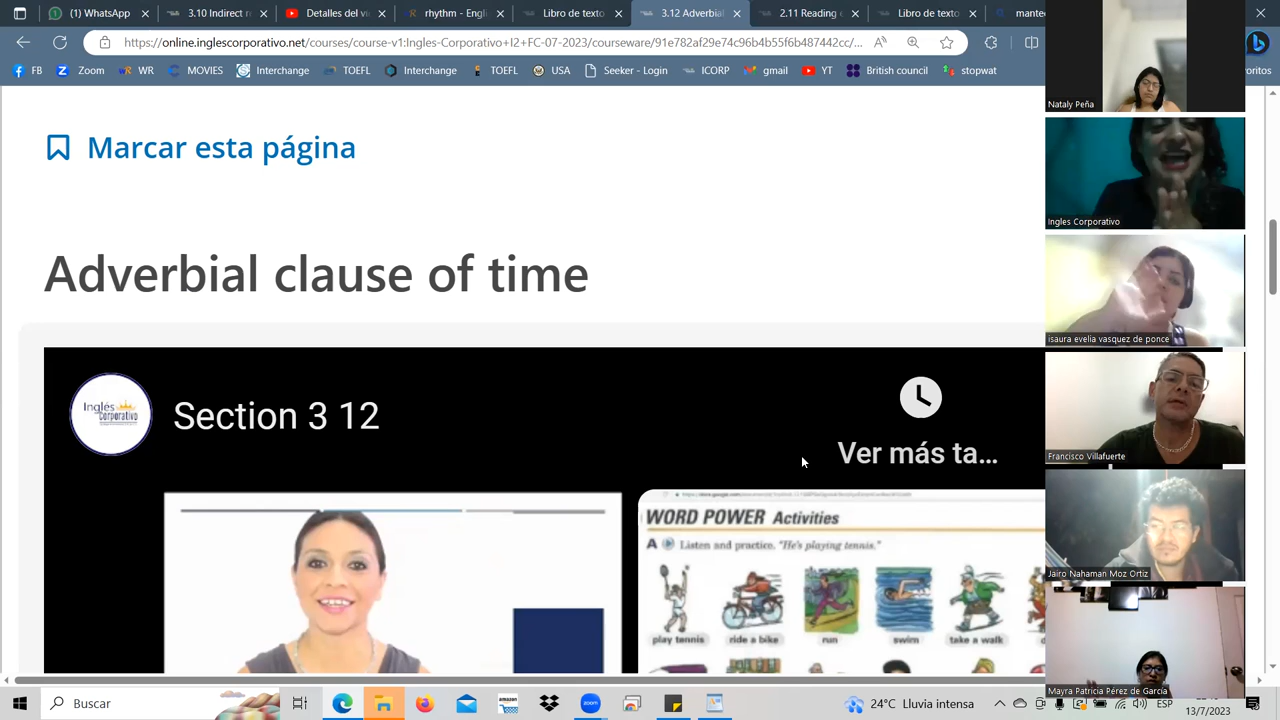 (1) WhatsApp
3.10 Indirect r
Detalles del vi
rhythm - Engl
Libro de texto
3.12 Adverbial
2.11 Reading
Libro de texto
mante
https://online.inglescorporativo.net/courses/course-v1:Ingles-Corporativo+I2+FC-07-2023/courseware/91e782af29e74c96b4b55f6b487442cc/...
FB
Zoom
WR
MOVIES
Interchange
TOEFL
Interchange
TOEFL
USA
Seeker - Login
ICORP
gmail
YT
British council
stopwat
oritos
Marcar esta página
Adverbial clause of time
Inglés Corporativo
Section 3 12
Ver más ta...
WORD POWER Activities
A Listen and practice. "He's playing tennis."
play tennis
ride a bike
run
swim
take a walk
Nataly Peña
Ingles Corporativo
isaura evelia vasquez de ponce
Francisco Villafuerte
Jairo Nahaman Moz Ortiz
Mayra Patricia Pérez de García
Buscar
amazon
zoom
24°C Lluvia intensa
ESP
13/7/2023